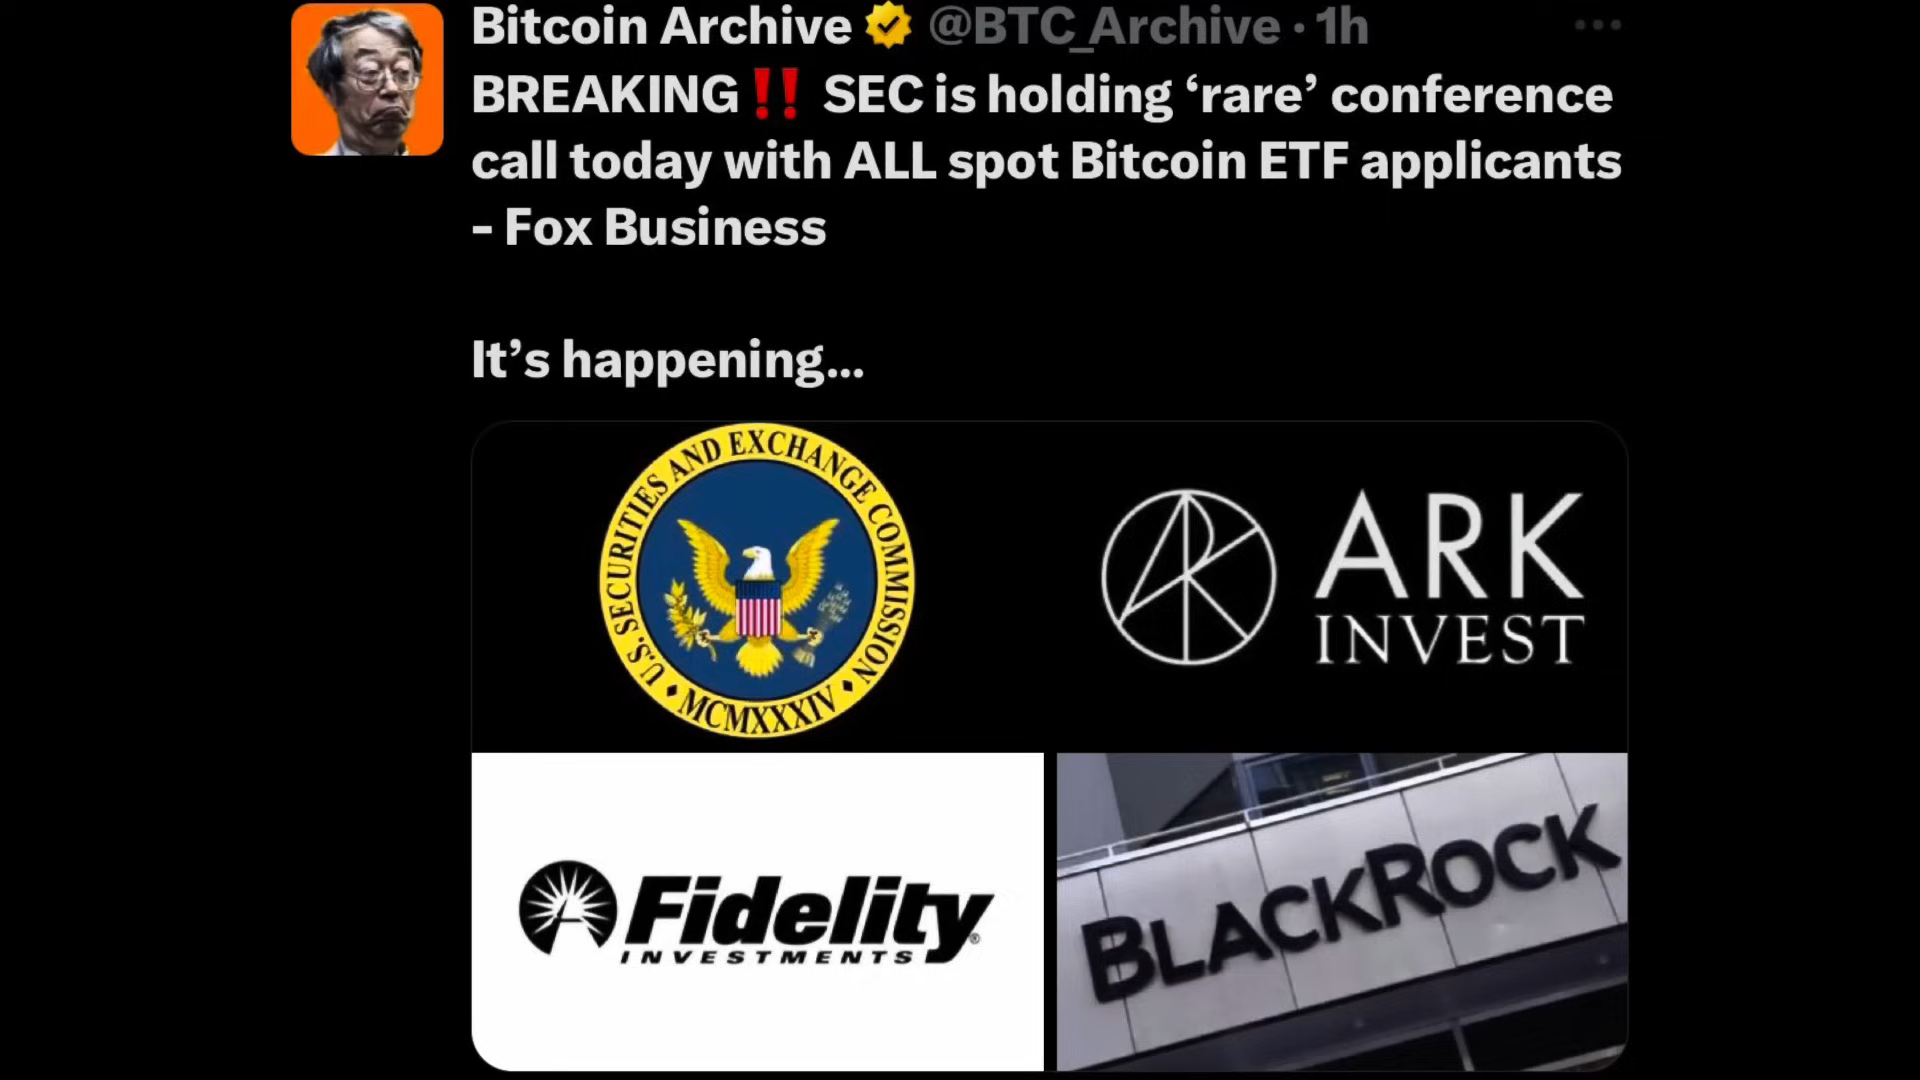 Bitcoin Archive @BTC_Archive · 1h
BREAKING‼️ SEC is holding ‘rare’ conference
call today with ALL spot Bitcoin ETF applicants
- Fox Business
It’s happening...
U.S. SECURITIES AND EXCHANGE COMMISSION
MCMXXXIV
ARK
INVEST
Fidelity®
INVESTMENTS
BLACKROCK